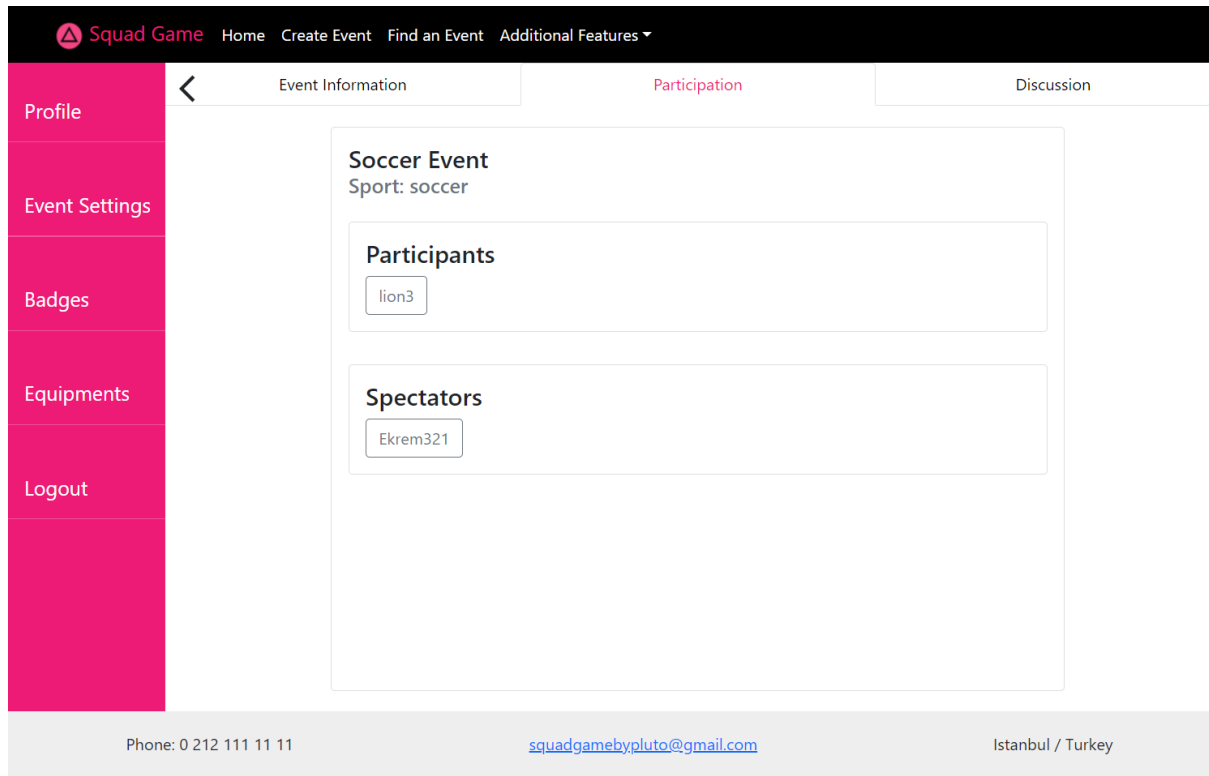 Squad Game Home Create Event Find an Event Additional Features
Profile
Event Settings
Badges
Equipments
Logout
Event Information Participation Discussion
Soccer Event
Sport: soccer
Participants
lion3
Spectators
Ekrem321
Phone: 0 212 111 11 11 squadgamebypluto@gmail.com Istanbul / Turkey